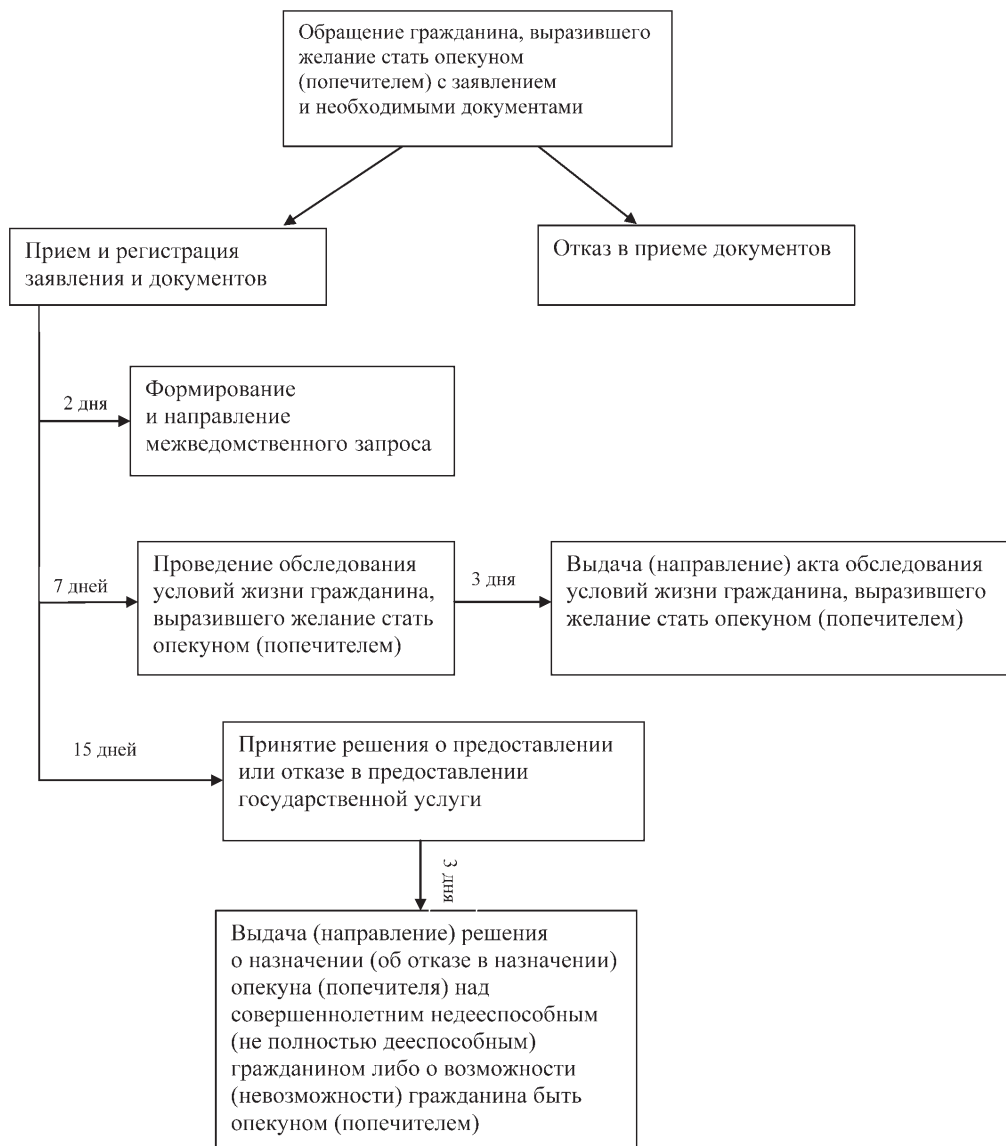 Обращение гражданина, выразившего
желание стать опекуном
(попечителем) с заявлением
и необходимыми документами
Прием и регистрация
заявления и документов
Отказ в приеме документов
2 дня
Формирование
и направление
межведомственного запроса
7 дней
Проведение обследования
условий жизни гражданина,
выразившего желание стать
опекуном (попечителем)
3 дня
Выдача (направление) акта обследования
условий жизни гражданина, выразившего
желание стать опекуном (попечителем)
15 дней
Принятие решения о предоставлении
или отказе в предоставлении
государственной услуги
3 дня
Выдача (направление) решения
о назначении (об отказе в назначении)
опекуна (попечителя) над
совершеннолетним недееспособным
(не полностью дееспособным)
гражданином либо о возможности
(невозможности) гражданина быть
опекуном (попечителем)